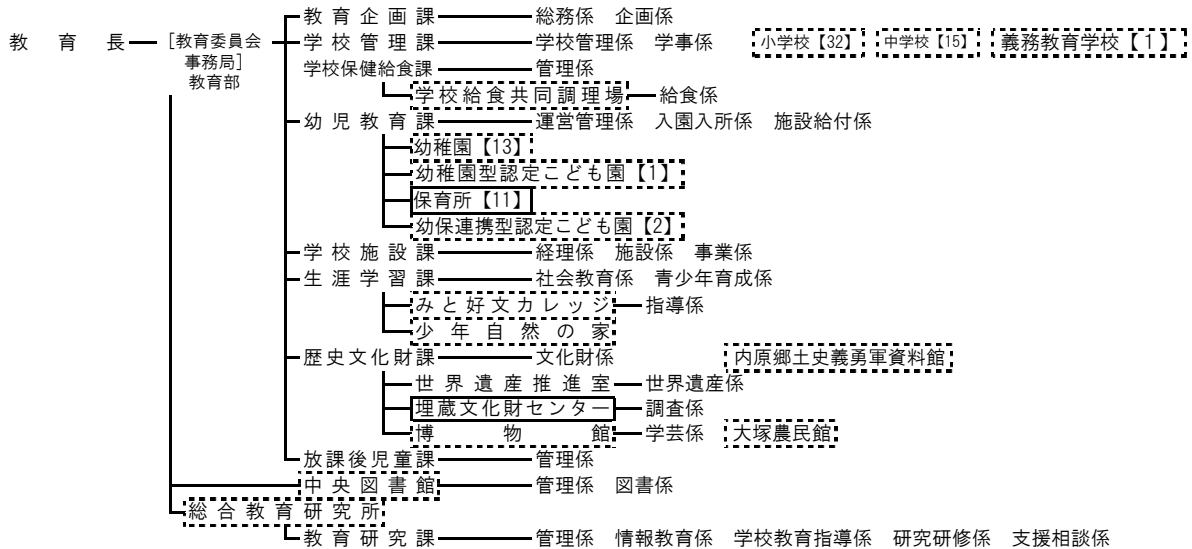 教育企画課 総務係 企画係
教育長 [教育委員会 学校管理課 学校管理係 学事係 小学校【32】 中学校【15】 義務教育学校【1】
事務局] 学校保健給食課 管理係
教育部
学校給食共同調理場 給食係
幼児教育課 運営管理係 入園入所係 施設給付係
幼稚園【13】
幼稚園型認定こども園【1】
保育所【11】
幼保連携型認定こども園【2】
学校施設課 経理係 施設係 事業係
生涯学習課 社会教育係 青少年育成係
みと好文カレッジ 指導係
少年自然の家
歴史文化財課 文化財係 内原郷土史義勇軍資料館
世界遺産推進室 世界遺産係
埋蔵文化財センター 調査係
博物館 学芸係 大塚農民館
放課後児童課 管理係
中央図書館 管理係 図書係
総合教育研究所
教育研究課 管理係 情報教育係 学校教育指導係 研究研修係 支援相談係